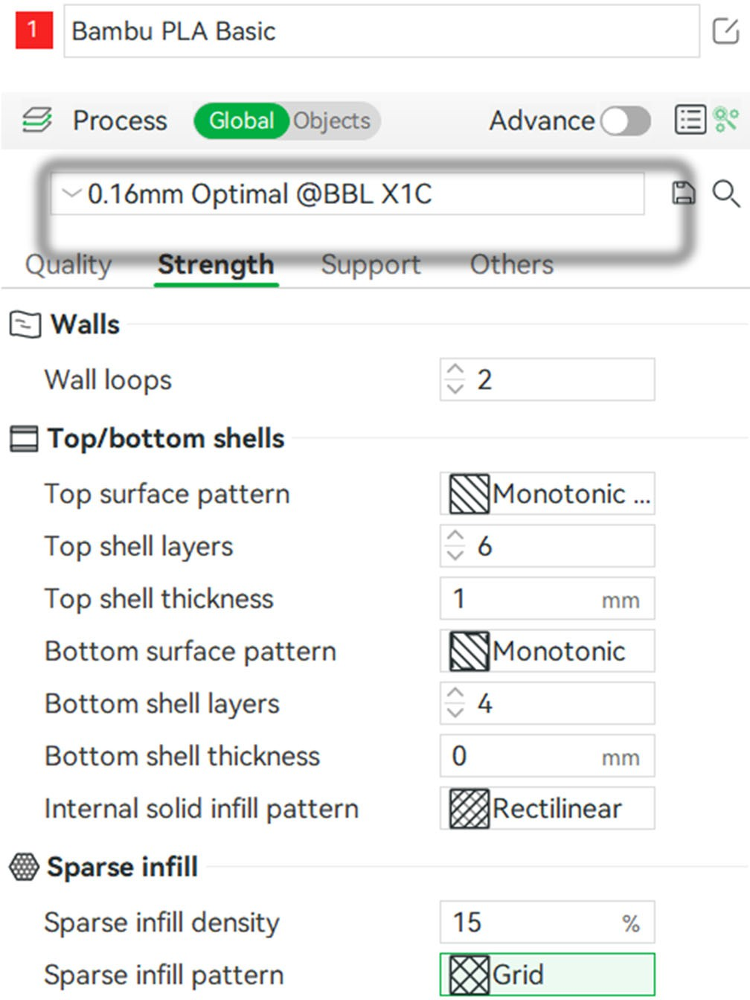 1 Bambu PLA Basic
Process Global Objects Advance
0.16mm Optimal @BBL X1C
Quality Strength Support Others
Walls
Wall loops 2
Top/bottom shells
Top surface pattern Monotonic ...
Top shell layers 6
Top shell thickness 1 mm
Bottom surface pattern Monotonic
Bottom shell layers 4
Bottom shell thickness 0 mm
Internal solid infill pattern Rectilinear
Sparse infill
Sparse infill density 15 %
Sparse infill pattern Grid